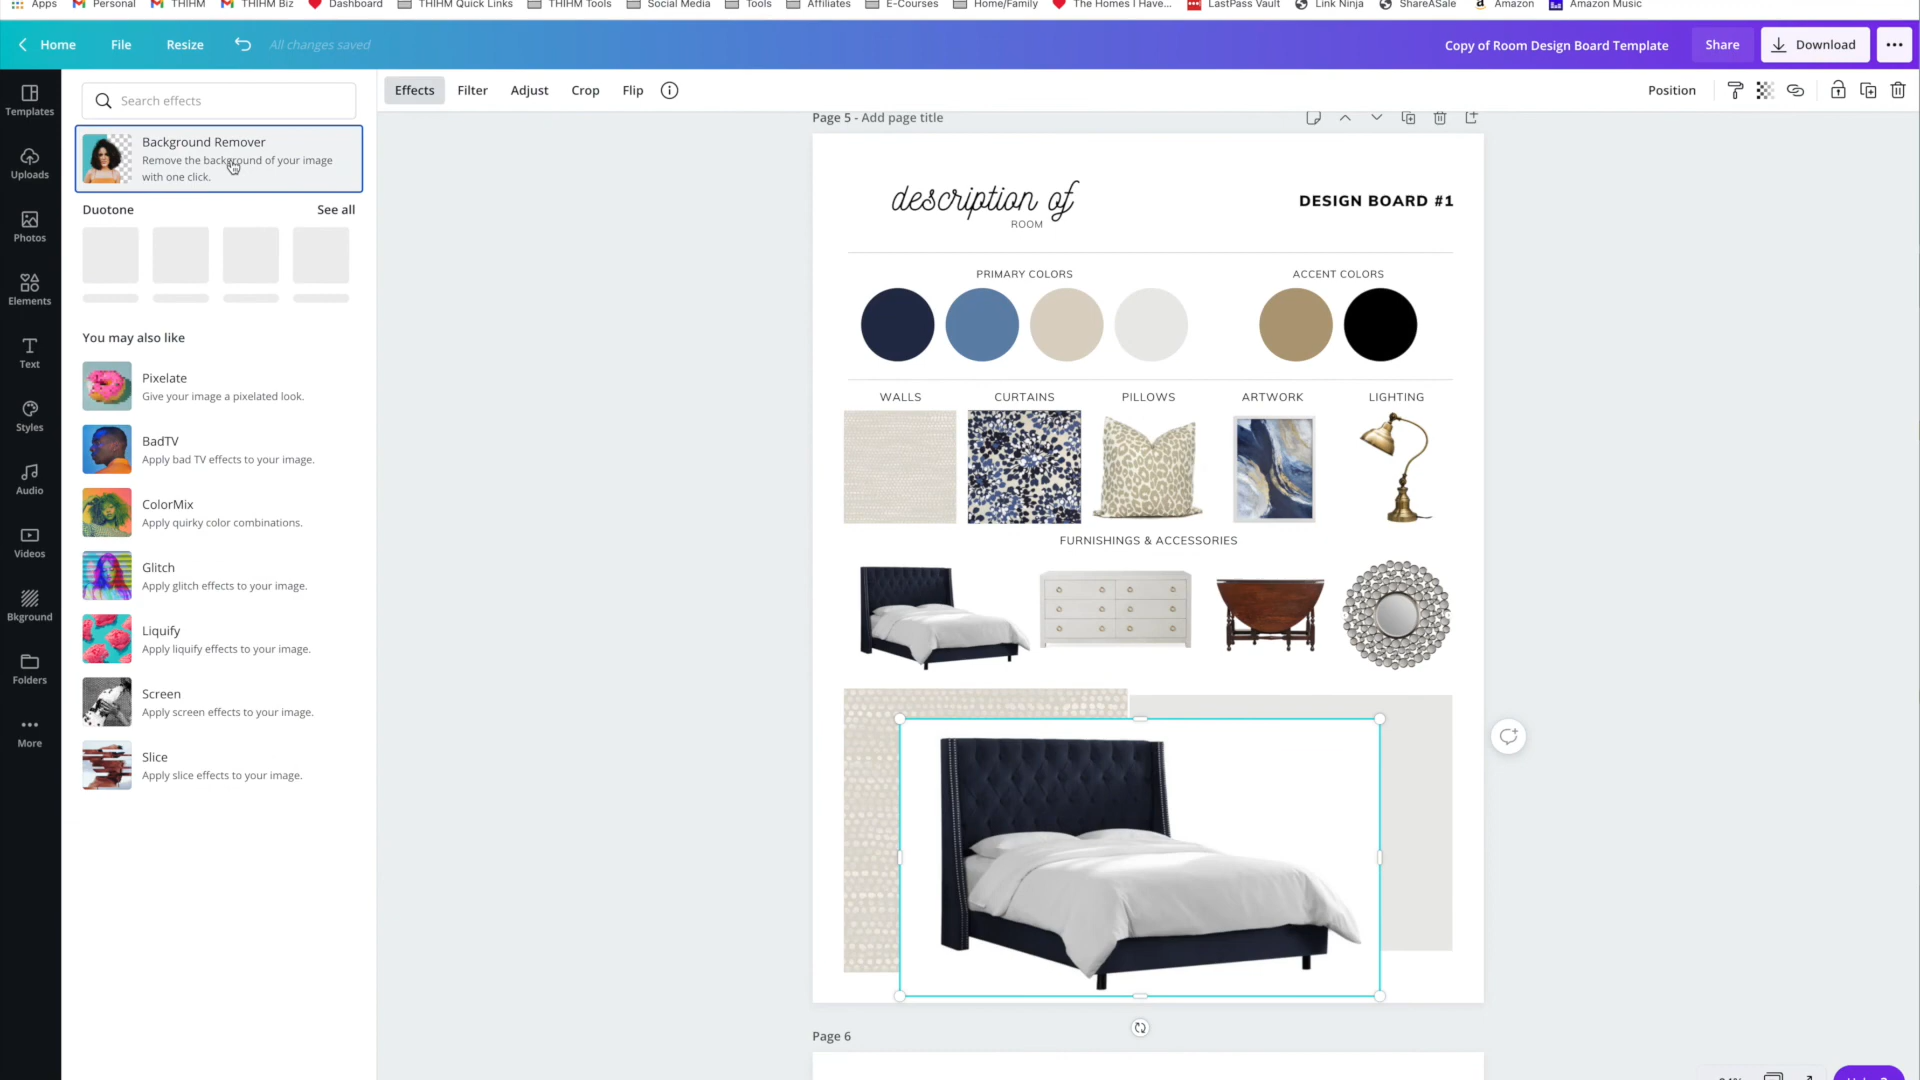 Apps Personal THIHM THIHM Biz Dashboard THIHM Quick Links THIHM Tools Social Media Tools Affiliates E-Courses Home/Family The Homes I Have... LastPass Vault Link Ninja ShareASale Amazon Amazon Music
Home File Resize All changes saved Copy of Room Design Board Template Share Download
Templates
Uploads
Photos
Elements
Text
Styles
Audio
Videos
Bkground
Folders
More
Search effects
Background Remover
Remove the background of your image
with one click.
Duotone See all
You may also like
Pixelate
Give your image a pixelated look.
BadTV
Apply bad TV effects to your image.
ColorMix
Apply quirky color combinations.
Glitch
Apply glitch effects to your image.
Liquify
Apply liquify effects to your image.
Screen
Apply screen effects to your image.
Slice
Apply slice effects to your image.
Effects Filter Adjust Crop Flip Position
Page 5 - Add page title
description of
ROOM
DESIGN BOARD #1
PRIMARY COLORS ACCENT COLORS
WALLS CURTAINS PILLOWS ARTWORK LIGHTING
FURNISHINGS & ACCESSORIES
Page 6